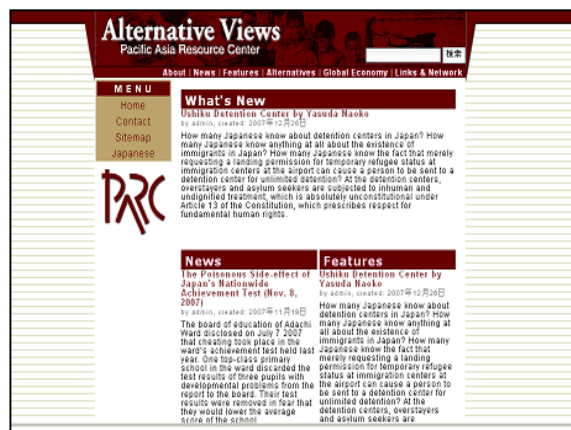 Alternative Views
Pacific Asia Resource Center
検索
About | News | Features | Alternatives | Global Economy | Links & Network
MENU
Home
Contact
Sitemap
Japanese
PARC
What's New
Ushiku Detention Center by Yasuda Naoko
by admin, created: 2007年12月26日
How many Japanese know about detention centers in Japan? How
many Japanese know anything at all about the existence of
immigrants in Japan? How many Japanese know the fact that merely
requesting a landing permission for temporary refugee status at
immigration centers at the airport can cause a person to be sent to a
detention center for unlimited detention? At the detention centers,
overstayers and asylum seekers are subjected to inhuman and
undignified treatment, which is absolutely unconstitutional under
Article 13 of the Constitution, which prescribes respect for
fundamental human rights.
News
The Poisonous Side-effect of
Japan's Nationwide
Achievement Test (Nov. 8,
2007)
by admin, created: 2007年11月19日
The board of education of Adachi
Ward disclosed on July 7 2007
that cheating took place in the
ward's achievement test held last
year. One top-class primary
school in the ward discarded the
test results of three pupils with
developmental problems from the
report to the board. Their test
results were removed in fear that
they would lower the average
score of the school
Features
Ushiku Detention Center by
Yasuda Naoko
by admin, created: 2007年12月26日
How many Japanese know about
detention centers in Japan? How
many Japanese know anything at
all about the existence of
immigrants in Japan? How many
Japanese know the fact that
merely requesting a landing
permission for temporary refugee
status at immigration centers at
the airport can cause a person to
be sent to a detention center for
unlimited detention? At the
detention centers, overstayers
and asylum seekers are